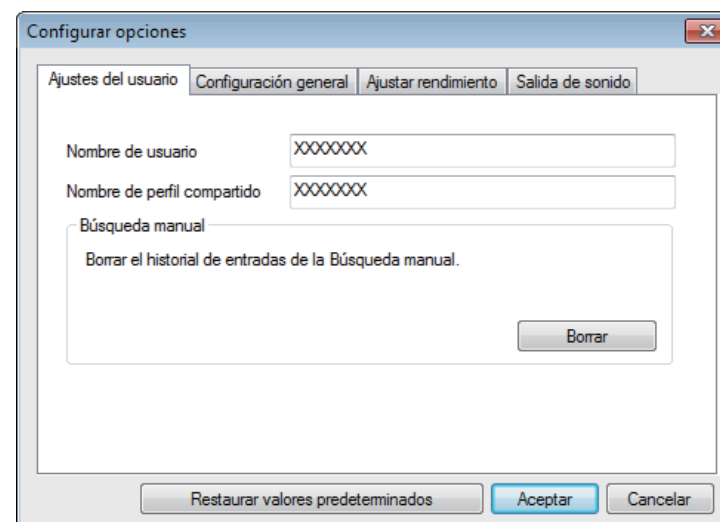 Configurar opciones
Ajustes del usuario Configuración general Ajustar rendimiento Salida de sonido
Nombre de usuario XXXXXXX
Nombre de perfil compartido XXXXXXX
Búsqueda manual
Borrar el historial de entradas de la Búsqueda manual.
Borrar
Restaurar valores predeterminados Aceptar Cancelar